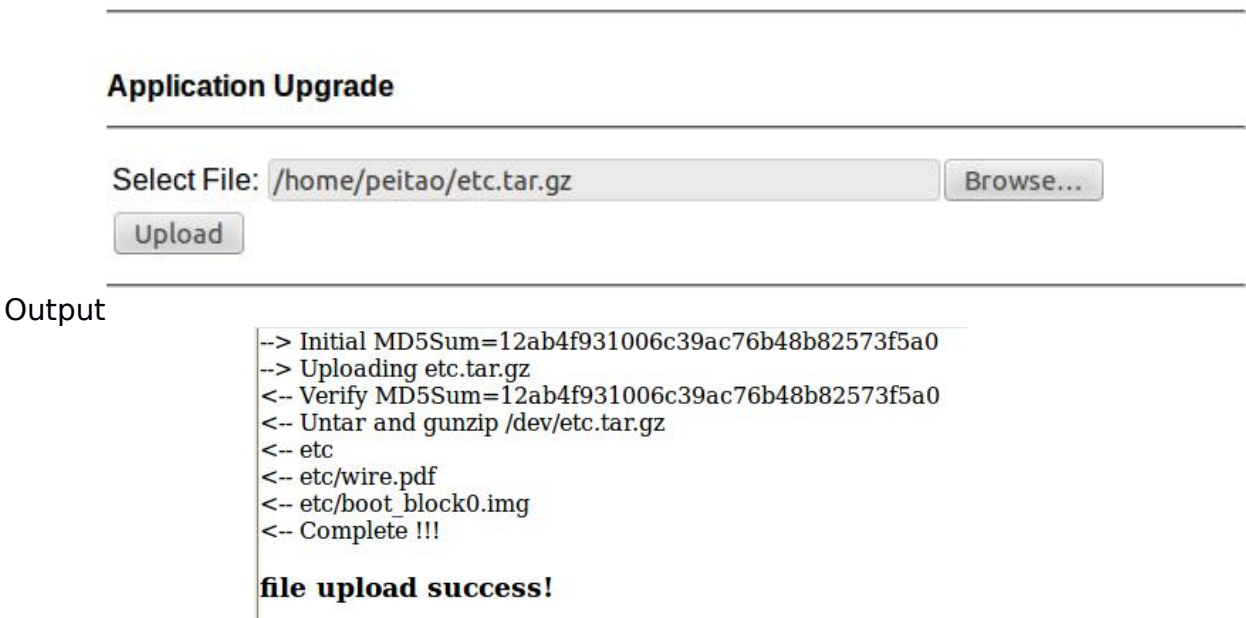 Application Upgrade
Select File: /home/peitao/etc.tar.gz Browse...
Upload
Output
--> Initial MD5Sum=12ab4f931006c39ac76b48b82573f5a0
--> Uploading etc.tar.gz
<-- Verify MD5Sum=12ab4f931006c39ac76b48b82573f5a0
<-- Untar and gunzip /dev/etc.tar.gz
<-- etc
<-- etc/wire.pdf
<-- etc/boot_block0.img
<-- Complete !!!
file upload success!